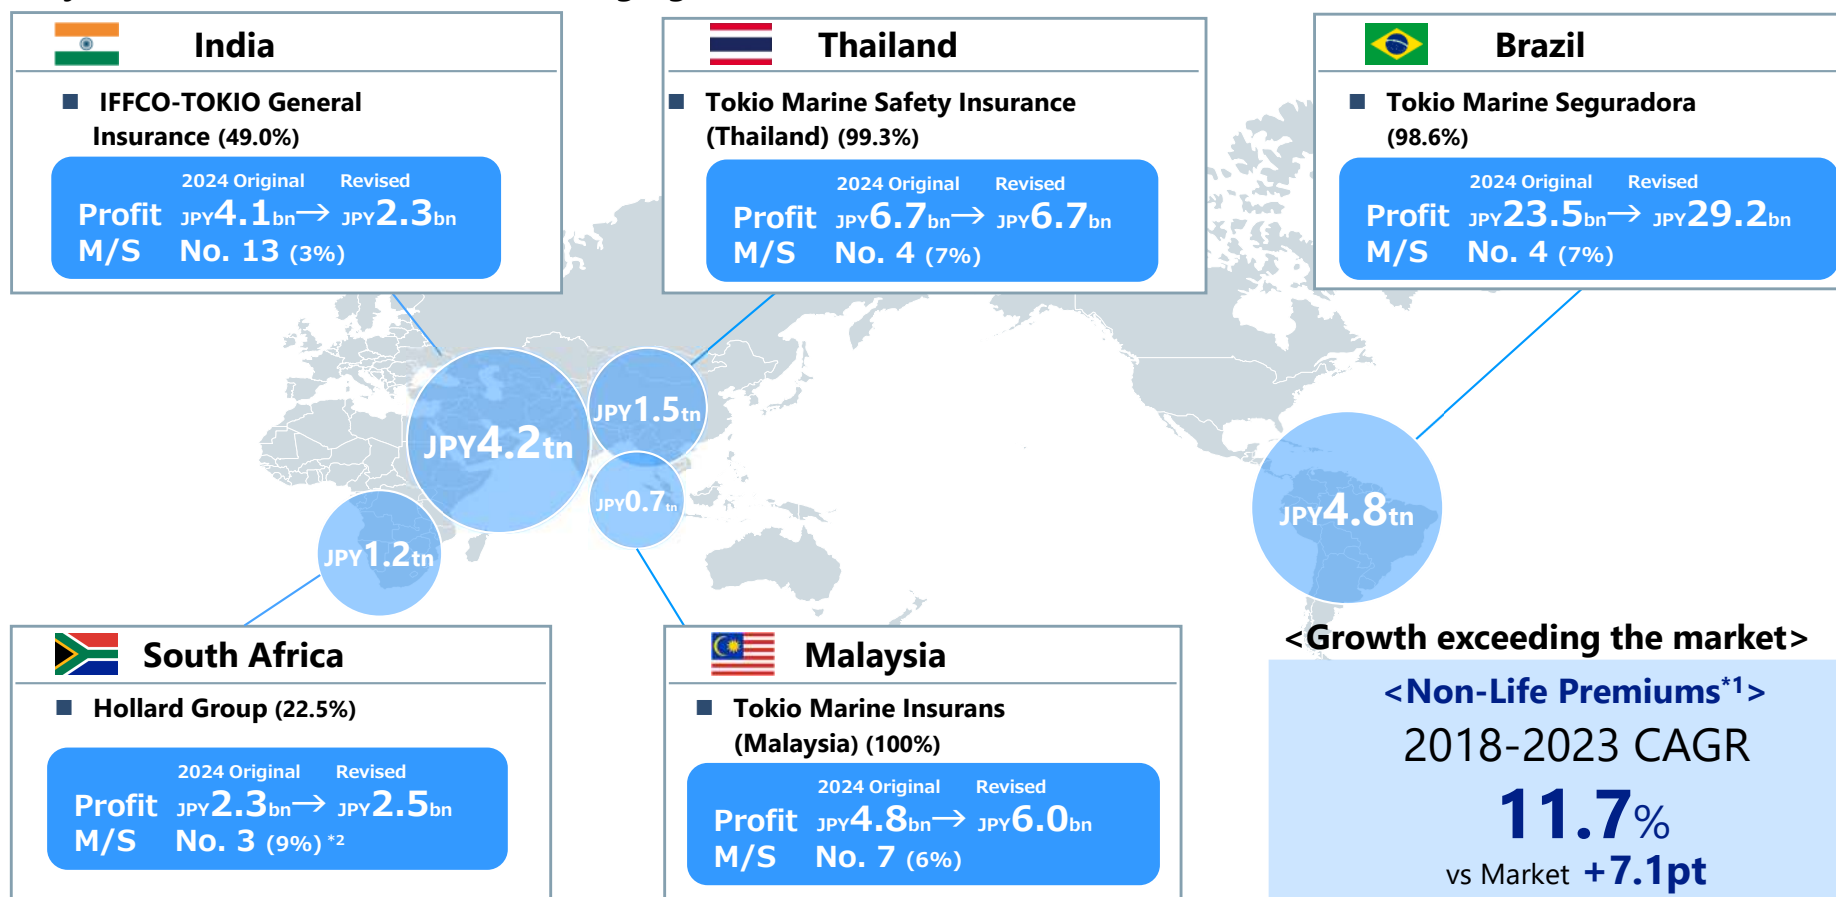 India
■ IFFCO-TOKIO General
Insurance (49.0%)
2024 Original Revised
Profit JPY4.1bn→ JPY2.3bn
M/S No. 13 (3%)
Thailand
■ Tokio Marine Safety Insurance
(Thailand) (99.3%)
2024 Original Revised
Profit JPY6.7bn→ JPY6.7bn
M/S No. 4 (7%)
Brazil
■ Tokio Marine Seguradora
(98.6%)
2024 Original Revised
Profit JPY23.5bn→ JPY29.2bn
M/S No. 4 (7%)
JPY4.2tn
JPY1.5tn
JPY0.7tn
JPY1.2tn
JPY4.8tn
South Africa
■ Hollard Group (22.5%)
2024 Original Revised
Profit JPY2.3bn→ JPY2.5bn
M/S No. 3 (9%) *2
Malaysia
■ Tokio Marine Insurans
(Malaysia) (100%)
2024 Original Revised
Profit JPY4.8bn→ JPY6.0bn
M/S No. 7 (6%)
<Growth exceeding the market>
<Non-Life Premiums*1>
2018-2023 CAGR
11.7%
vs Market +7.1pt